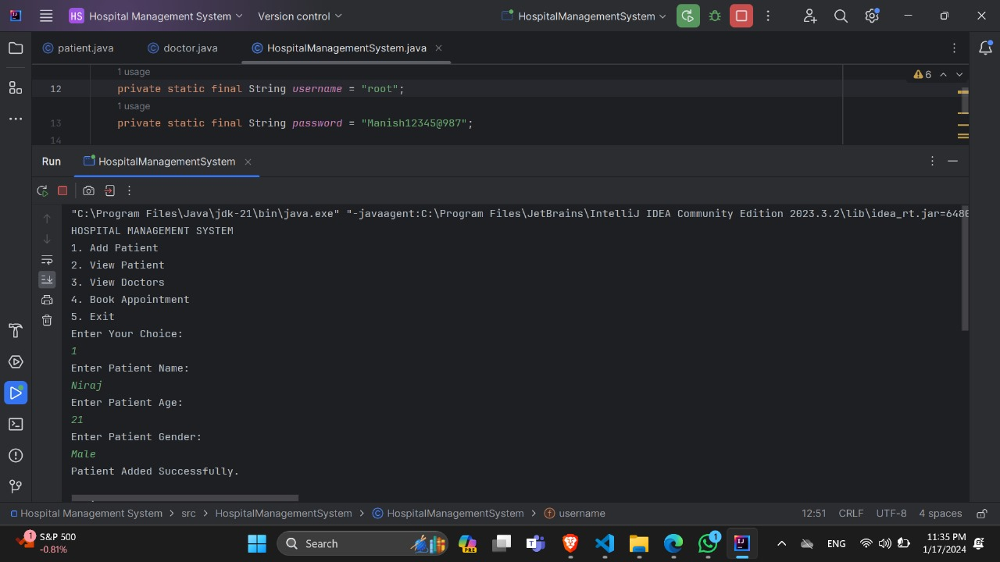 HS Hospital Management System Version control HospitalManagementSystem
patient.java doctor.java HospitalManagementSystem.java
1 usage
12 private static final String username = "root"; 6
1 usage
13 private static final String password = "Manish12345@987";
14
Run HospitalManagementSystem
"C:\Program Files\Java\jdk-21\bin\java.exe" "-javaagent:C:\Program Files\JetBrains\IntelliJ IDEA Community Edition 2023.3.2\lib\idea_rt.jar=6480
HOSPITAL MANAGEMENT SYSTEM
1. Add Patient
2. View Patient
3. View Doctors
4. Book Appointment
5. Exit
Enter Your Choice:
1
Enter Patient Name:
Niraj
Enter Patient Age:
21
Enter Patient Gender:
Male
Patient Added Successfully.
Hospital Management System > src > HospitalManagementSystem > HospitalManagementSystem > username 12:51 CRLF UTF-8 4 spaces
1 S&P 500
-0.81%
Search
PRE
1
ENG
11:35 PM
1/17/2024